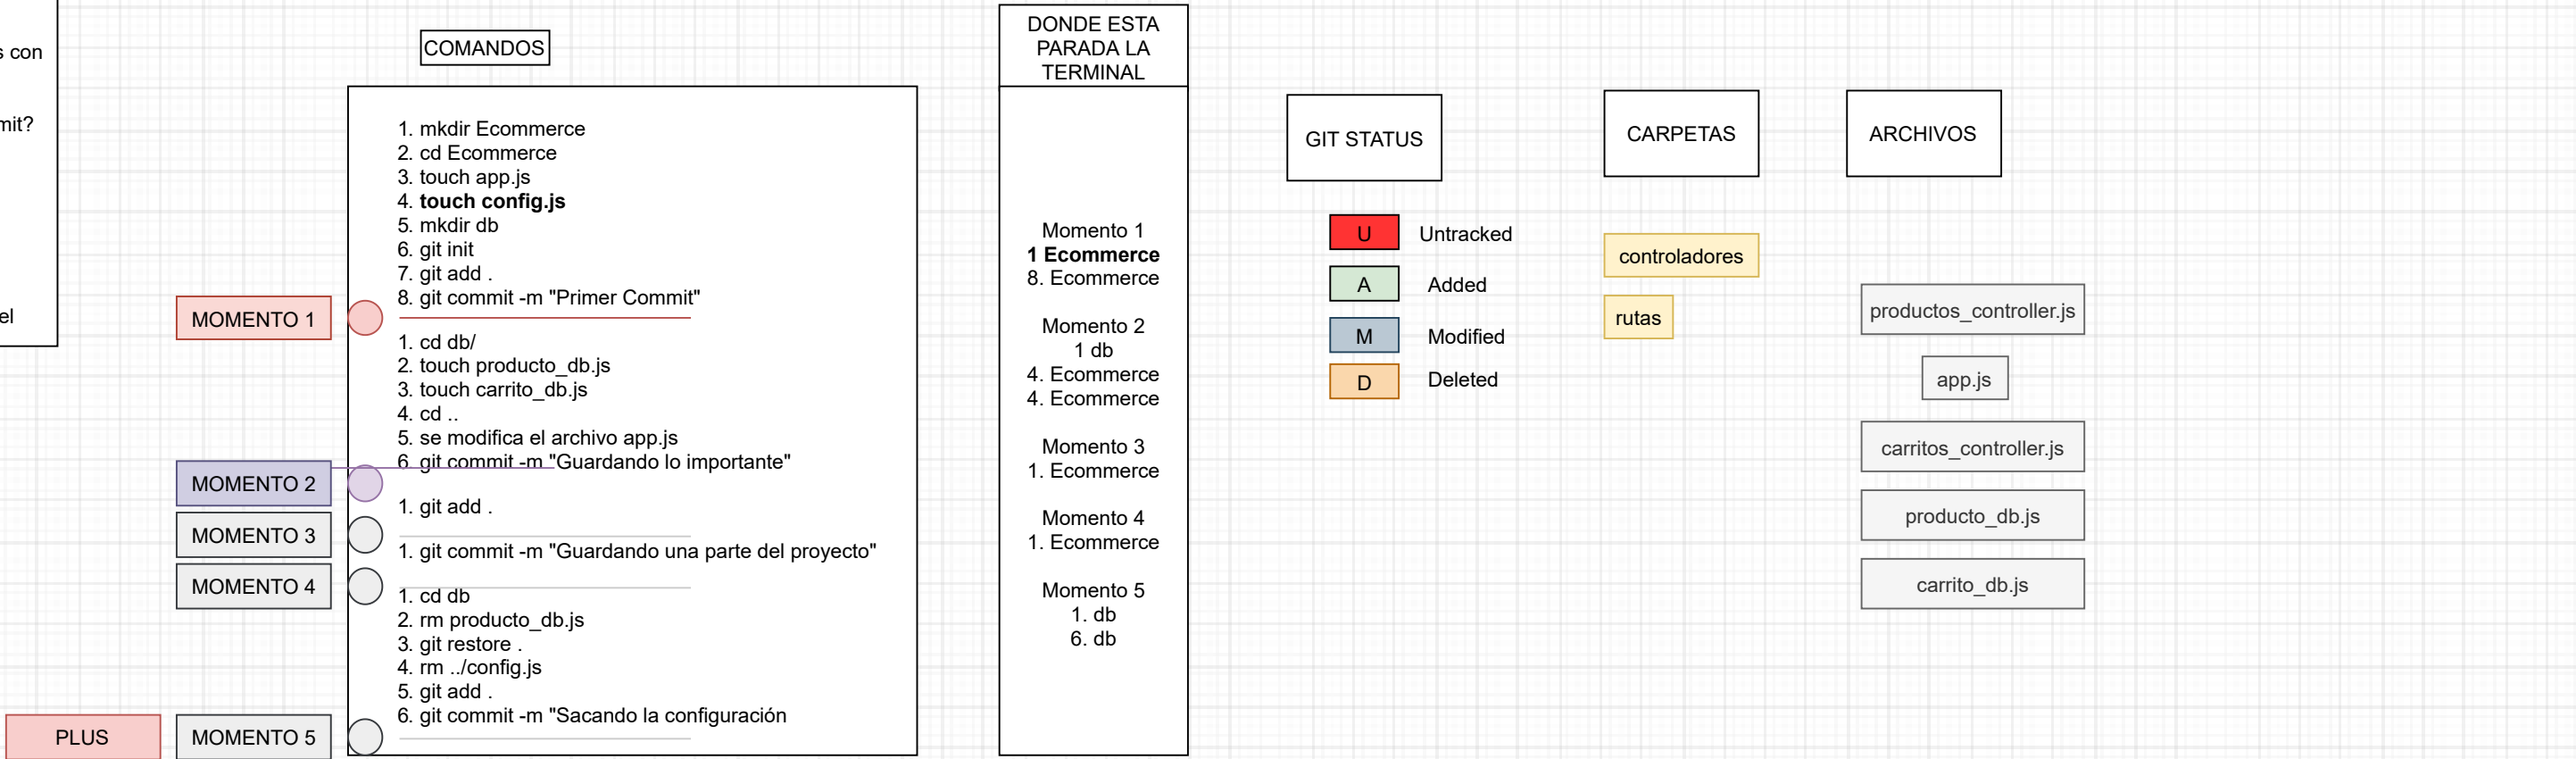 s con
mit?
el
COMANDOS
1. mkdir Ecommerce
2. cd Ecommerce
3. touch app.js
4. touch config.js
5. mkdir db
6. git init
7. git add .
8. git commit -m "Primer Commit"
MOMENTO 1
1. cd db/
2. touch producto_db.js
3. touch carrito_db.js
4. cd ..
5. se modifica el archivo app.js
6. git commit -m "Guardando lo importante"
MOMENTO 2
1. git add .
MOMENTO 3
1. git commit -m "Guardando una parte del proyecto"
MOMENTO 4
1. cd db
2. rm producto_db.js
3. git restore .
4. rm ../config.js
5. git add .
6. git commit -m "Sacando la configuración
PLUS
MOMENTO 5
DONDE ESTA
PARADA LA
TERMINAL
Momento 1
1 Ecommerce
8. Ecommerce
Momento 2
1 db
4. Ecommerce
4. Ecommerce
Momento 3
1. Ecommerce
Momento 4
1. Ecommerce
Momento 5
1. db
6. db
GIT STATUS
U Untracked
A Added
M Modified
D Deleted
CARPETAS
controladores
rutas
ARCHIVOS
productos_controller.js
app.js
carritos_controller.js
producto_db.js
carrito_db.js